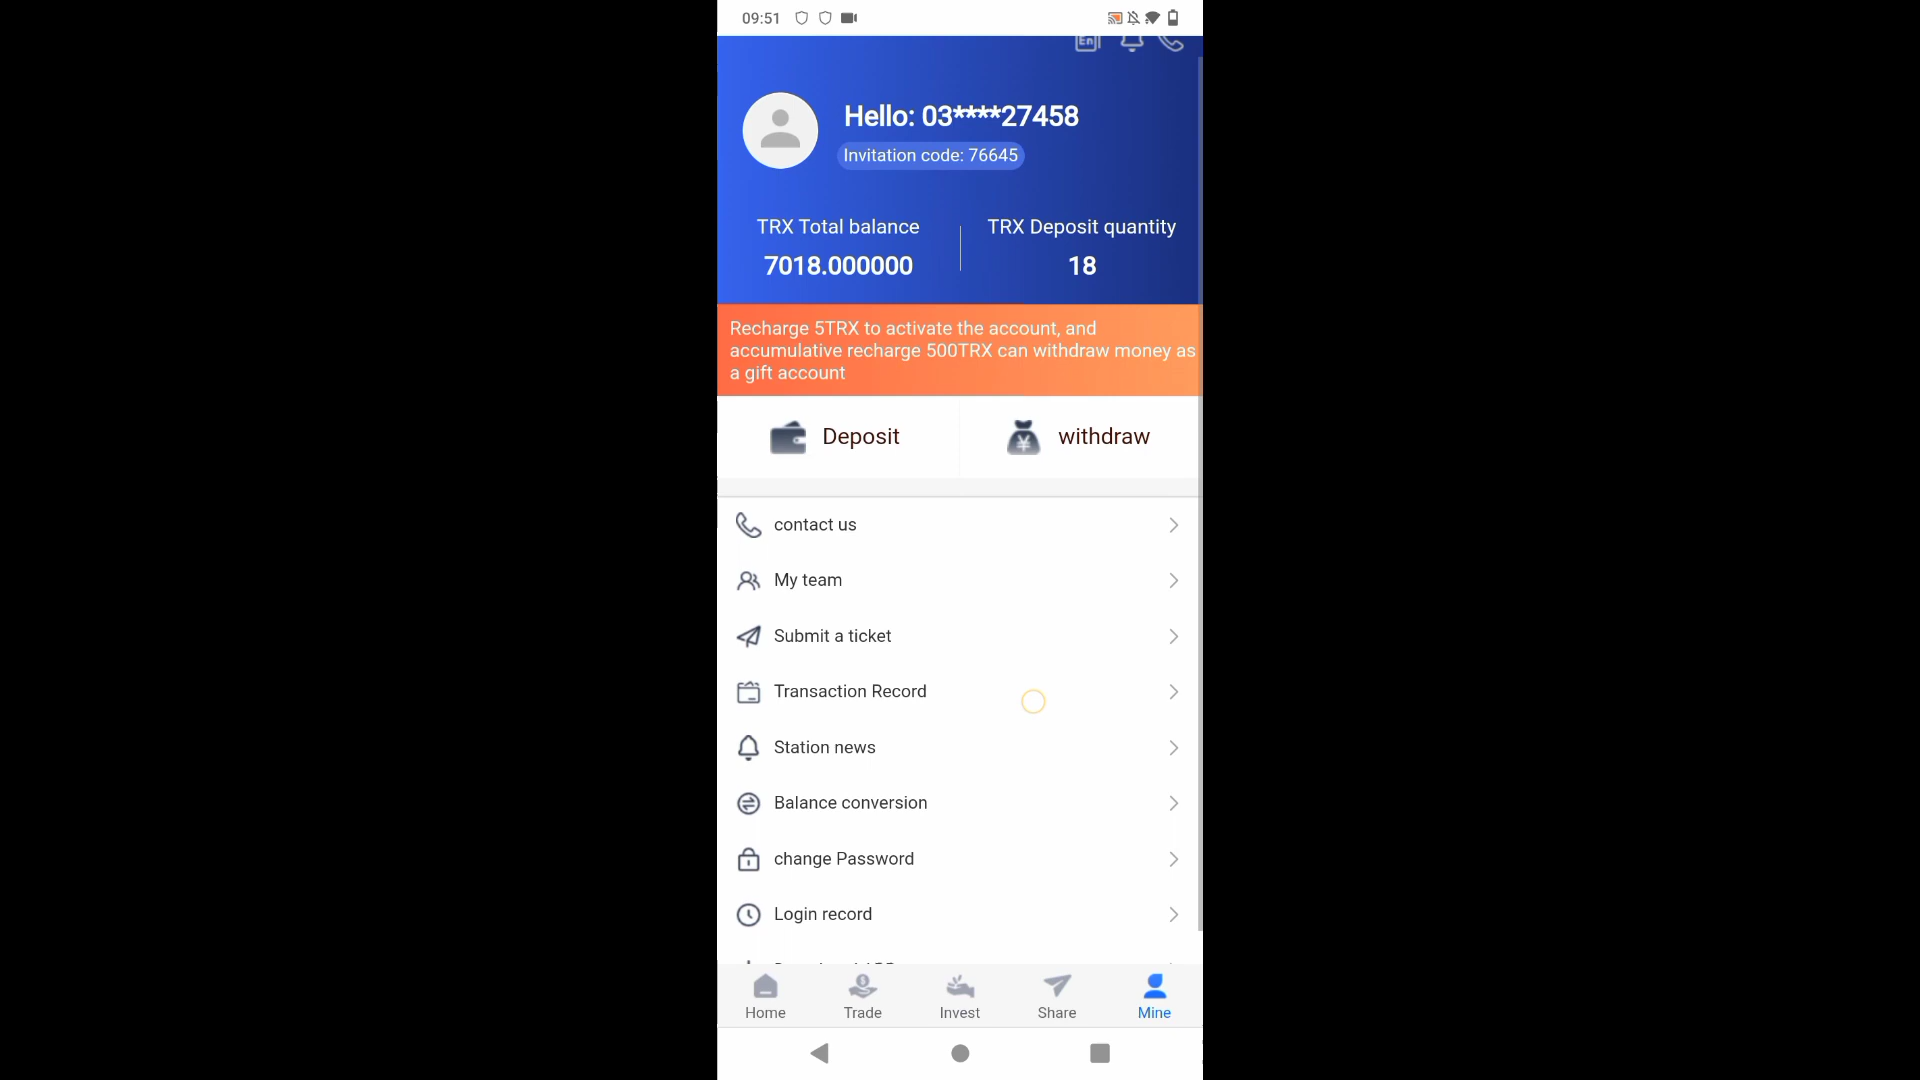 09:51
En
Hello: 03****27458
Invitation code: 76645
TRX Total balance
TRX Deposit quantity
7018.000000
18
Recharge 5TRX to activate the account, and
accumulative recharge 500TRX can withdraw money as
a gift account
Deposit
withdraw
contact us
My team
Submit a ticket
Transaction Record
Station news
Balance conversion
change Password
Login record
Home
Trade
Invest
Share
Mine